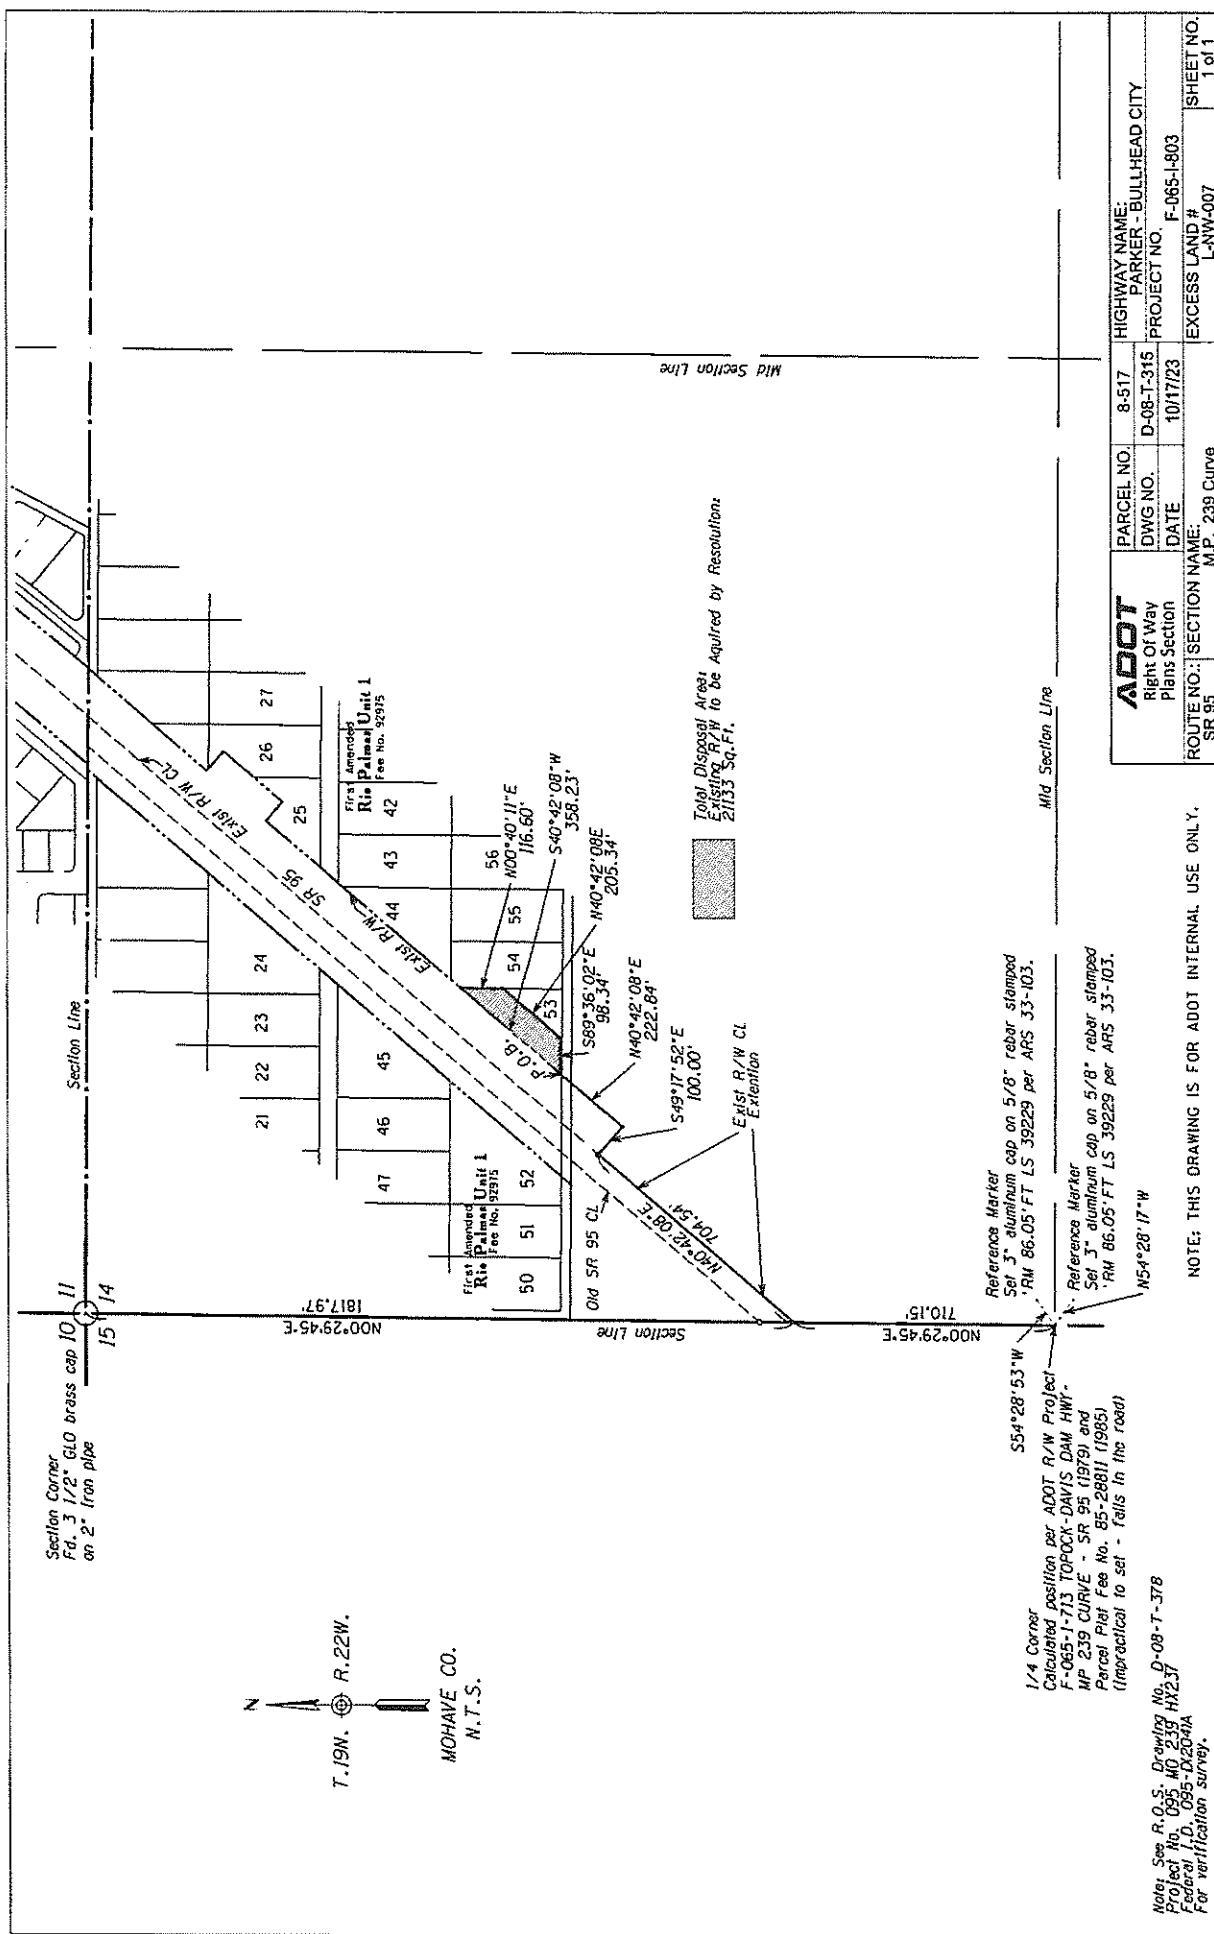 Section Corner
Fd. 3 1/2" GLO brass cap
on 2" Iron pipe
10 11
15 14
Section Line
N
T.19N. R.22W.
MOHAVE CO.
N.T.S.
N00°29'45"E
1817.97'
21
22
23
24
25
26
27
Exist R/W CL
Exist R/W
SR 95
First Amended
Rio Palmas Unit 1
Fee No. 92975
47
46
45
44
43
42
First Amended
Rio Palmas Unit 1
Fee No. 92975
50
51
52
53
54
55
56
Exist R/W
N00°40'11"E
116.60'
S40°42'08"W
358.23'
N40°42'08E
205.34'
P.O.B.
S89°36'02"E
98.34'
N40°42'08"E
222.84'
S49°17'52"E
100.00'
Exist R/W CL
Extention
Old SR 95 CL
N40°42'08"E
704.54'
Section Line
N00°29'45"E
710.15'
Mid Section Line
Total Disposal Area:
Existing R/W to be Aquired by Resolution:
21133 Sq.Ft.
Mid Section Line
S54°28'53"W
Reference Marker
Set 3" aluminum cap on 5/8" rebar stamped
'RM 86.05' FT LS 39229 per ARS 33-103.
Reference Marker
Set 3" aluminum cap on 5/8" rebar stamped
'RM 86.05' FT LS 39229 per ARS 33-103.
N54°28'17"W
1/4 Corner
Calculated position per ADOT R/W Project
F-065-1-713 TOPOCK-DAVIS DAM HWY-
MP 239 CURVE - SR 95 (1979) and
Parcel Plat Fee No. 85-28811 (1985)
(Impractical to set - falls in the road)
Note: See R.O.S. Drawing No. D-08-T-378
Project No. 095 MO 239 HX237
Federal I.D. 095-D(204)A
For verification survey.
NOTE: THIS DRAWING IS FOR ADOT INTERNAL USE ONLY.
ADOT
Right Of Way
Plans Section
PARCEL NO. 8-517
DWG NO. D-08-T-315
DATE 10/17/23
HIGHWAY NAME:
PARKER - BULLHEAD CITY
PROJECT NO.
F-065-I-803
ROUTE NO.:
SR 95
SECTION NAME:
M.P. 239 Curve
EXCESS LAND #
L-NW-007
SHEET NO.
1 of 1